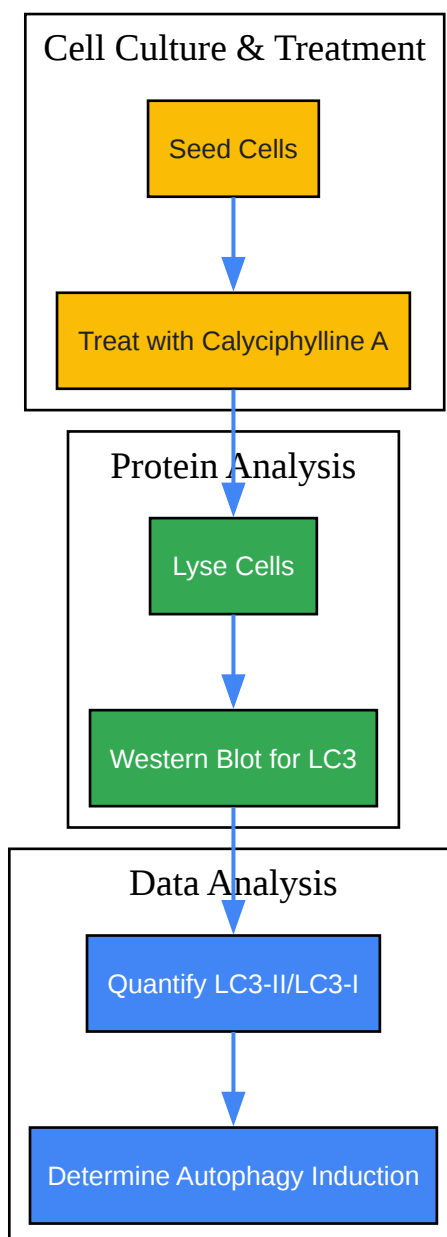 Cell Culture & Treatment
Seed Cells
Treat with Calyciphylline A
Protein Analysis
Lyse Cells
Western Blot for LC3
Data Analysis
Quantify LC3-II/LC3-I
Determine Autophagy Induction